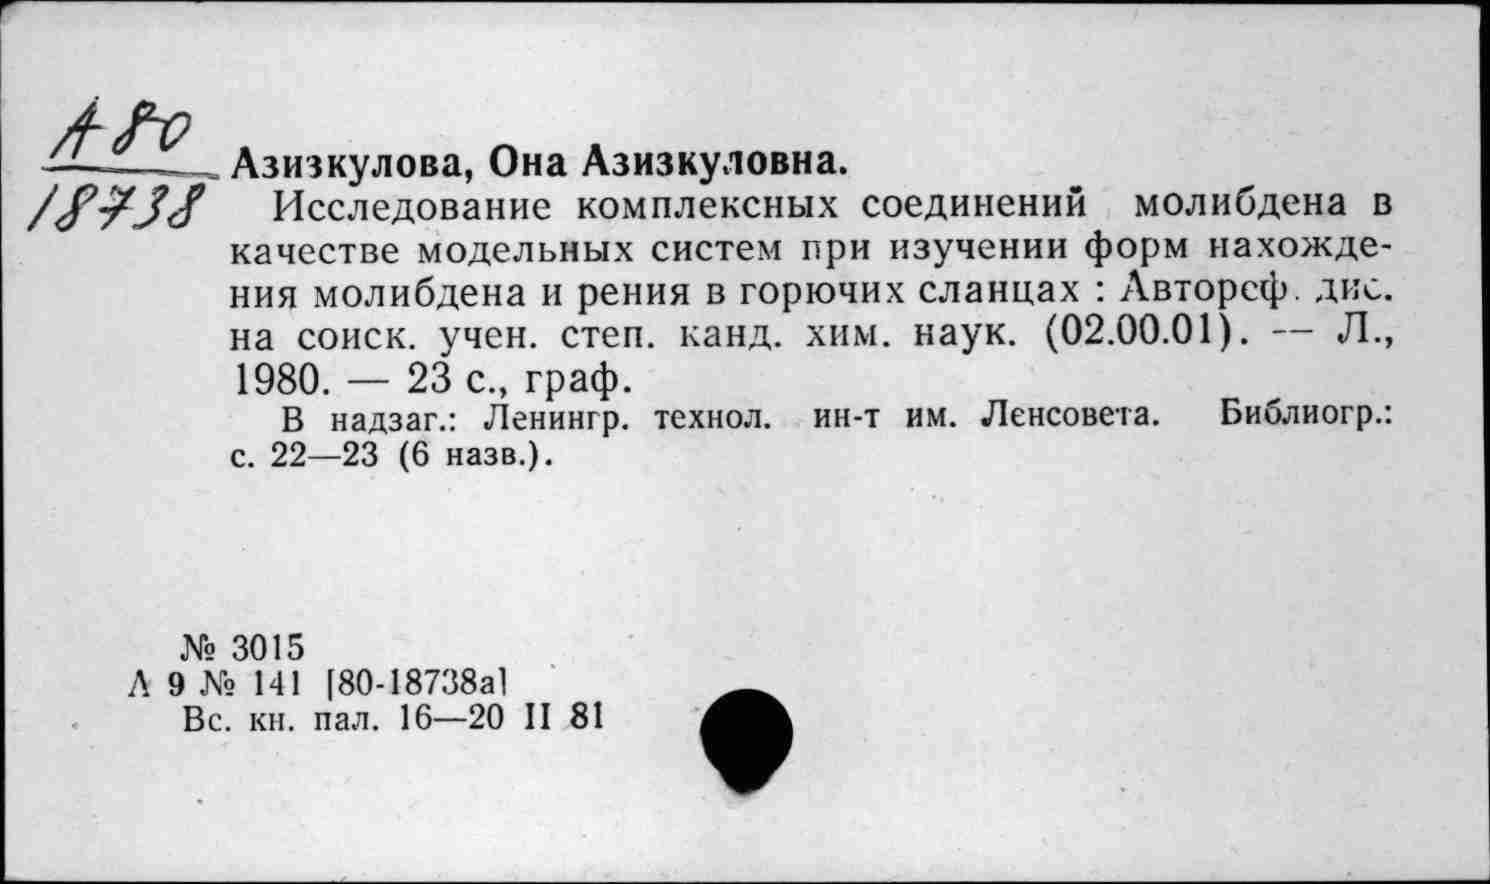 А80
18738
Азизкулова, Она Азизкуловна.
Исследование комплексных соединений молибдена в
качестве модельных систем при изучении форм нахожде-
ния молибдена и рения в горючих сланцах : Автореф. дис.
на соиск. учен. степ. канд. хим. наук. (02.00.01). — Л.,
1980. — 23 с., граф.
В надзаг.: Ленингр. технол. ин-т им. Ленсовета. Библиогр.:
с. 22—23 (6 назв.).
№ 3015
Л 9 № 141 [80-18738а]
Вс. кн. пал. 16—20 II 81